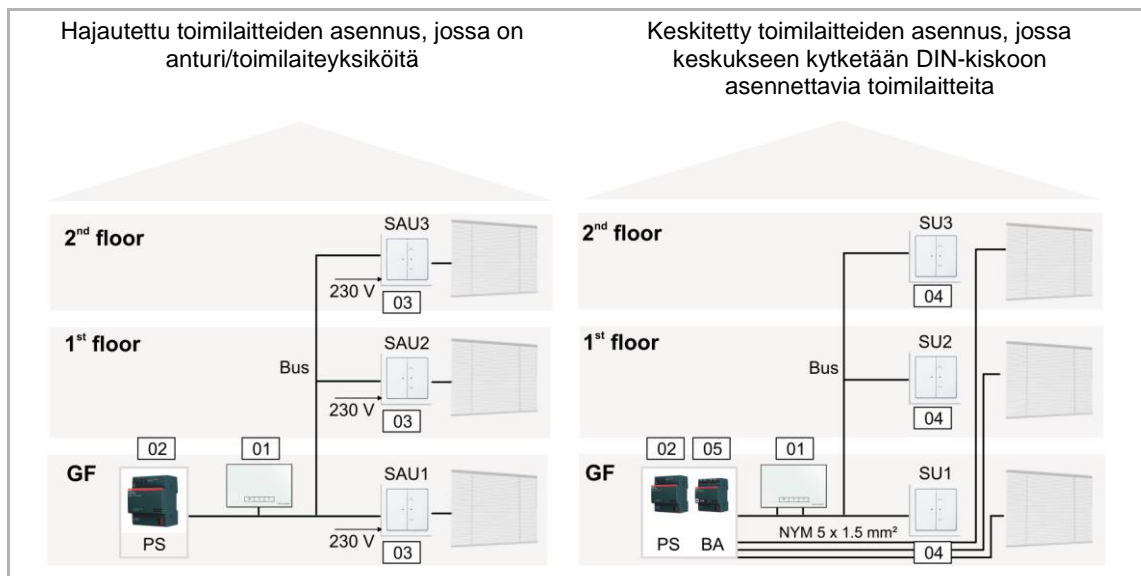 Hajautettu toimilaitteiden asennus, jossa on
anturi/toimilaiteyksiköitä
2nd floor
SAU3
230 V
03
1st floor
SAU2
Bus
230 V
03
02
01
GF
SAU1
PS
230 V
03
Keskitetty toimilaitteiden asennus, jossa
keskukseen kytketään DIN-kiskoon
asennettavia toimilaitteita
2nd floor
SU3
04
1st floor
SU2
Bus
04
02
05
01
GF
SU1
NYM 5 x 1.5 mm²
PS
BA
04